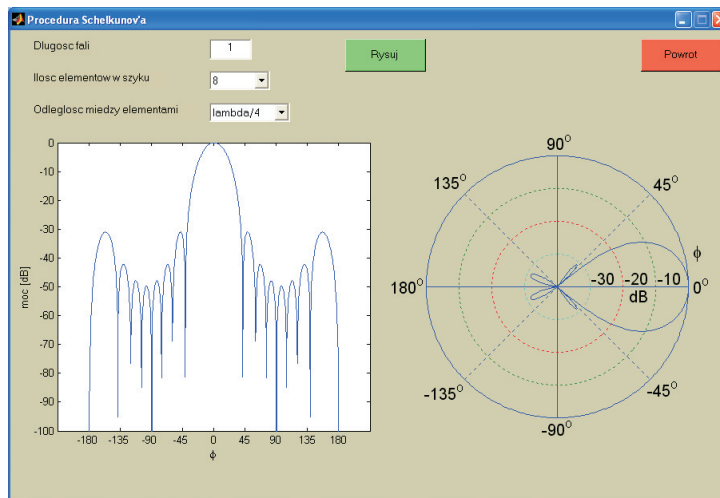 Procedura Schelkunov'a
Dlugosc fali
1
Rysuj
Powrot
Ilosc elementow w szyku
8
Odleglosc miedzy elementami
lambda/4
0
-10
-20
-30
-40
-50
-60
-70
-80
-90
-100
moc [dB]
-180 -135 -90 -45 0 45 90 135 180
ϕ
90°
135°
45°
ϕ
180°
-30 -20 -10
0°
dB
-135°
-45°
-90°